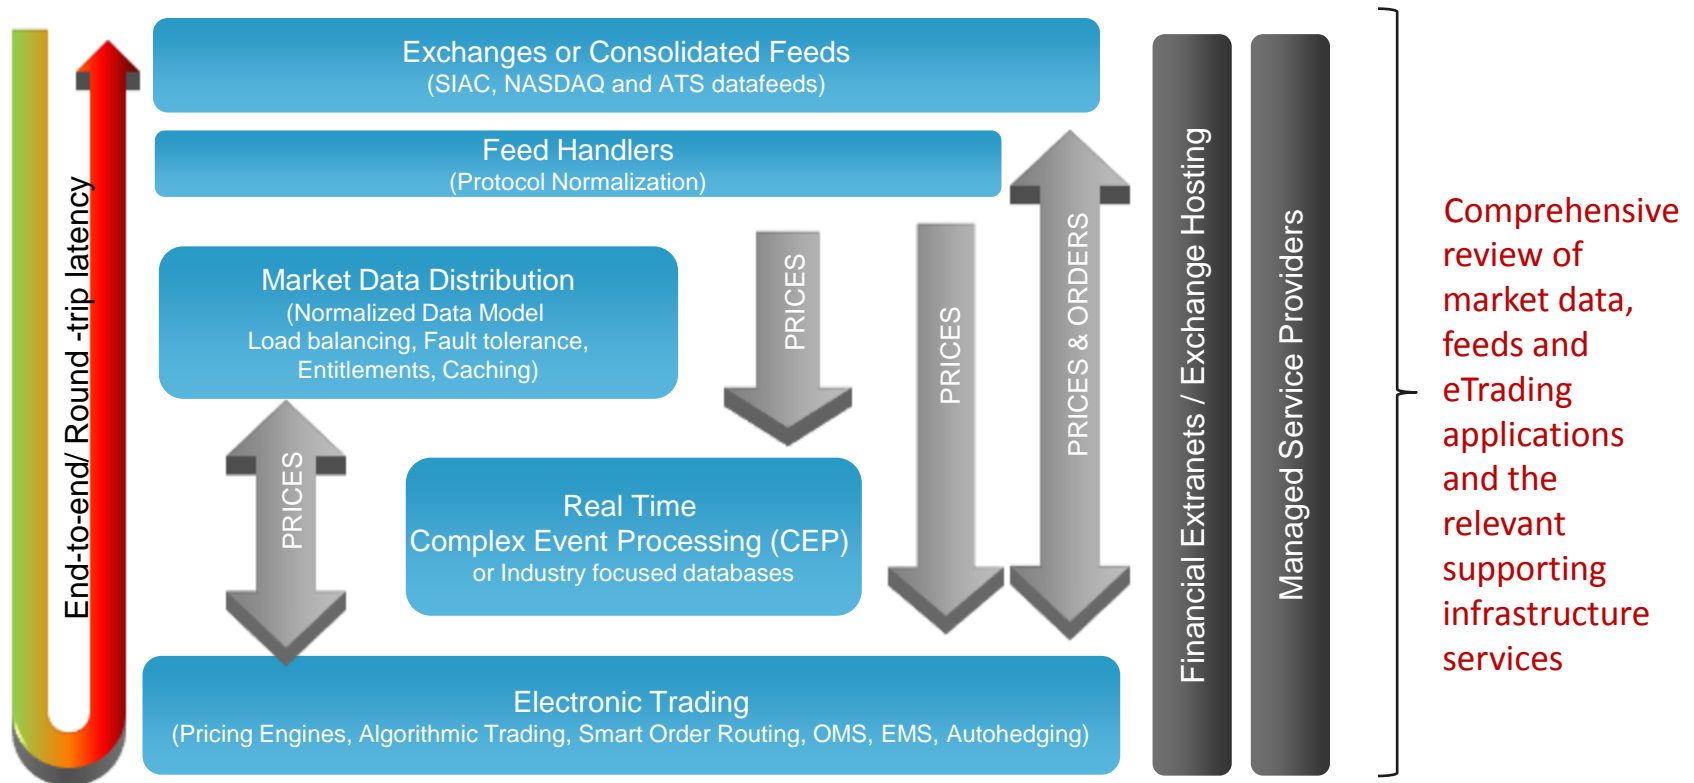 End-to-end/ Round -trip latency
Exchanges or Consolidated Feeds
(SIAC, NASDAQ and ATS datafeeds)
Feed Handlers
(Protocol Normalization)
Market Data Distribution
(Normalized Data Model
Load balancing, Fault tolerance,
Entitlements, Caching)
PRICES
PRICES
PRICES & ORDERS
PRICES
Real Time
Complex Event Processing (CEP)
or Industry focused databases
Electronic Trading
(Pricing Engines, Algorithmic Trading, Smart Order Routing, OMS, EMS, Autohedging)
Financial Extranets / Exchange Hosting
Managed Service Providers
Comprehensive
review of
market data,
feeds and
eTrading
applications
and the
relevant
supporting
infrastructure
services